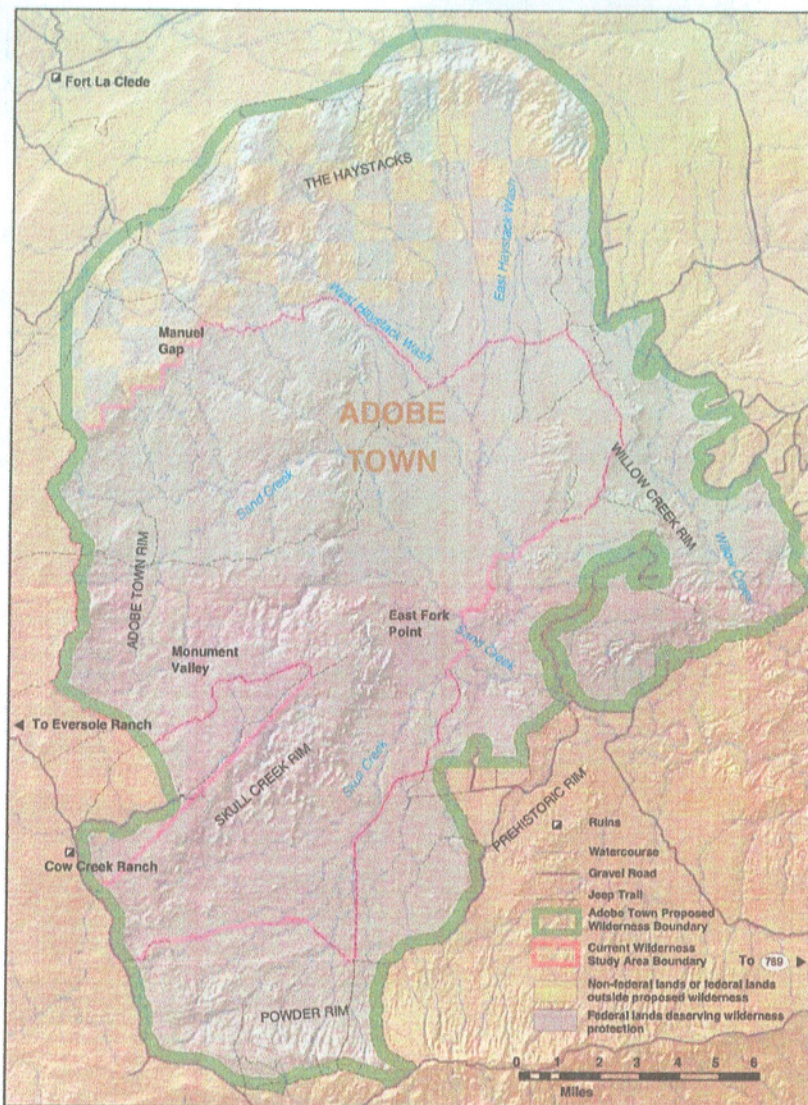 Fort La Clede
THE HAYSTACKS
East Haystack Wash
West Haystack Wash
Manuel
Gap
ADOBE
TOWN
WILLOW CREEK RIM
Sand Creek
Willow Creek
ADOBE TOWN RIM
East Fork
Point
Sand Creek
Monument
Valley
To Eversole Ranch
SKULL CREEK RIM
Skull Creek
PREHISTORIC RIM
Cow Creek Ranch
POWDER RIM
Ruins
Watercourse
Gravel Road
Jeep Trail
Adobe Town Proposed
Wilderness Boundary
Current Wilderness
Study Area Boundary
To 789
Non-federal lands or federal lands
outside proposed wilderness
Federal lands deserving wilderness
protection
0 1 2 3 4 5 6
Miles